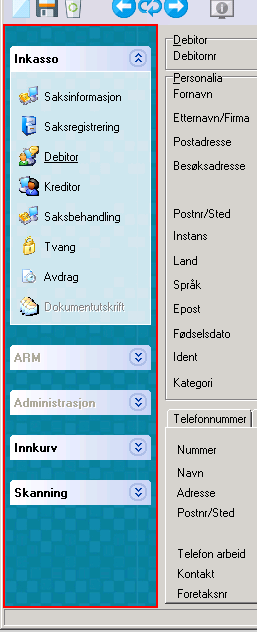 Inkasso
Saksinformasjon
Saksregistrering
Debitor
Kreditor
Saksbehandling
Tvang
Avdrag
Dokumentutskrift
ARM
Administrasjon
Innkurv
Skanning
Debitor
Debitornr
Personalia
Fornavn
Etternavn/Firma
Postadresse
Besøksadresse
Postnr/Sted
Instans
Land
Språk
Epost
Fødselsdato
Ident
Kategori
Telefonnummer
Nummer
Navn
Adresse
Postnr/Sted
Telefon arbeid
Kontakt
Foretaksnr